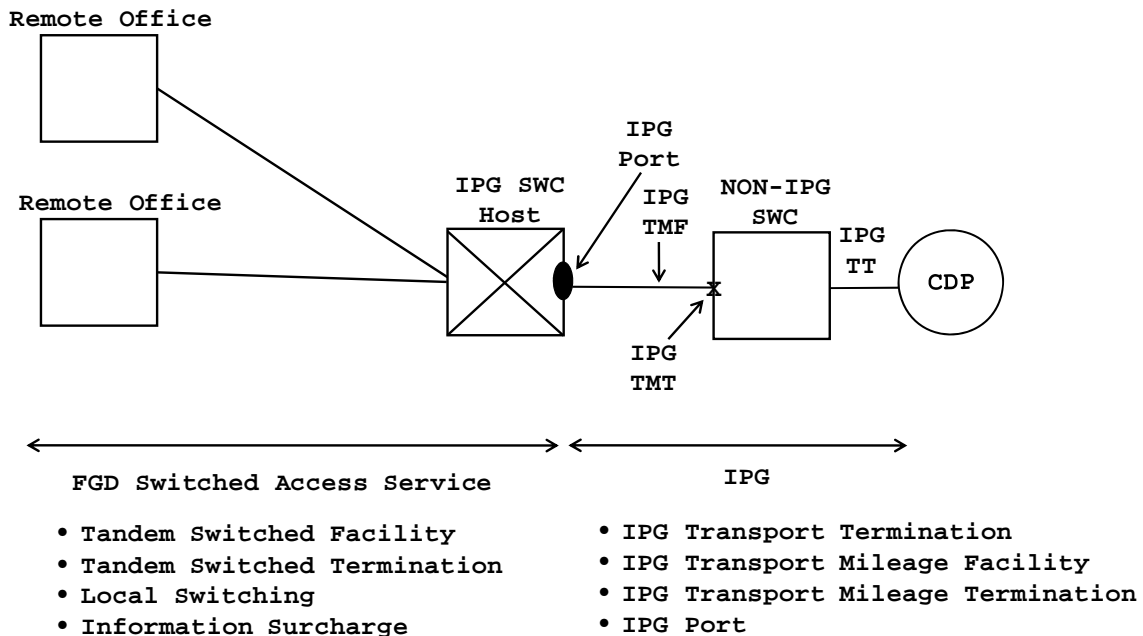 Remote Office
Remote Office
IPG SWC
Host
IPG
Port
IPG
TMF
NON-IPG
SWC
IPG
TT
CDP
x
IPG
TMT
FGD Switched Access Service
• Tandem Switched Facility
• Tandem Switched Termination
• Local Switching
• Information Surcharge
IPG
• IPG Transport Termination
• IPG Transport Mileage Facility
• IPG Transport Mileage Termination
• IPG Port